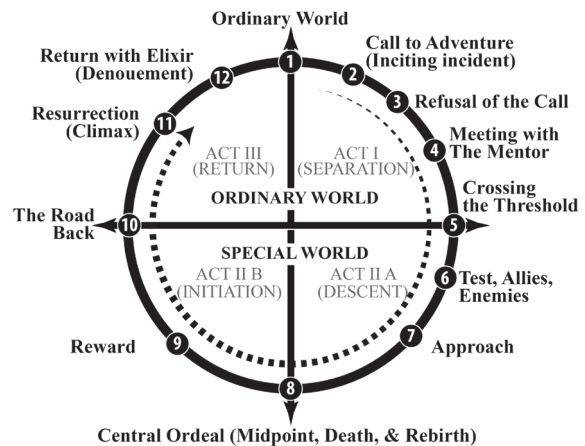 Ordinary World
1
Call to Adventure
(Inciting incident)
2
Refusal of the Call
3
Meeting with
The Mentor
4
Crossing
the Threshold
5
Test, Allies,
Enemies
6
Approach
7
8
Central Ordeal (Midpoint, Death, & Rebirth)
Reward
9
The Road
Back
10
Resurrection
(Climax)
11
Return with Elixir
(Denouement)
12
ACT III
(RETURN)
ACT I
(SEPARATION)
ORDINARY WORLD
SPECIAL WORLD
ACT II B
(INITIATION)
ACT II A
(DESCENT)